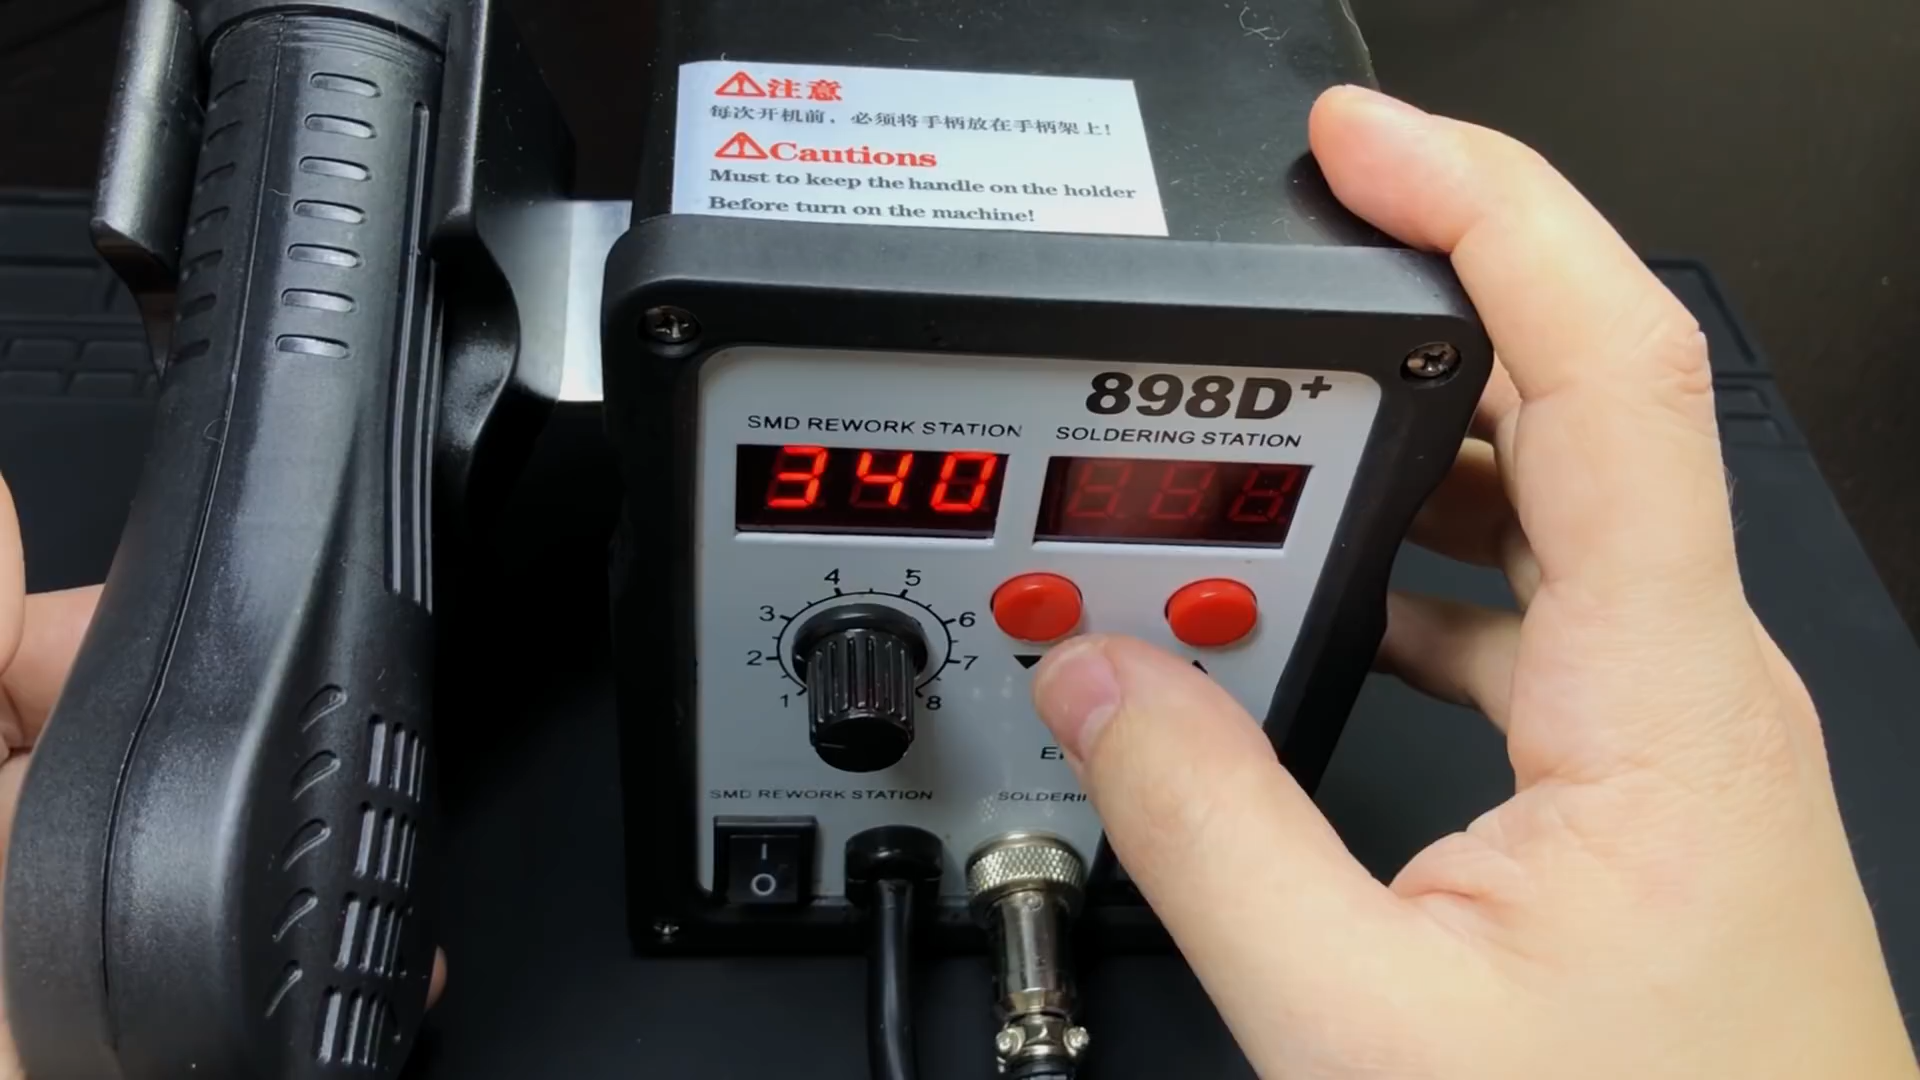 注意
每次开机前，必须将手柄放在手柄架上！
Cautions
Must to keep the handle on the holder
Before turn on the machine!
898D+
SMD REWORK STATION
SOLDERING STATION
340
4 5
3 6
2 7
1 8
SMD REWORK STATION
I
O